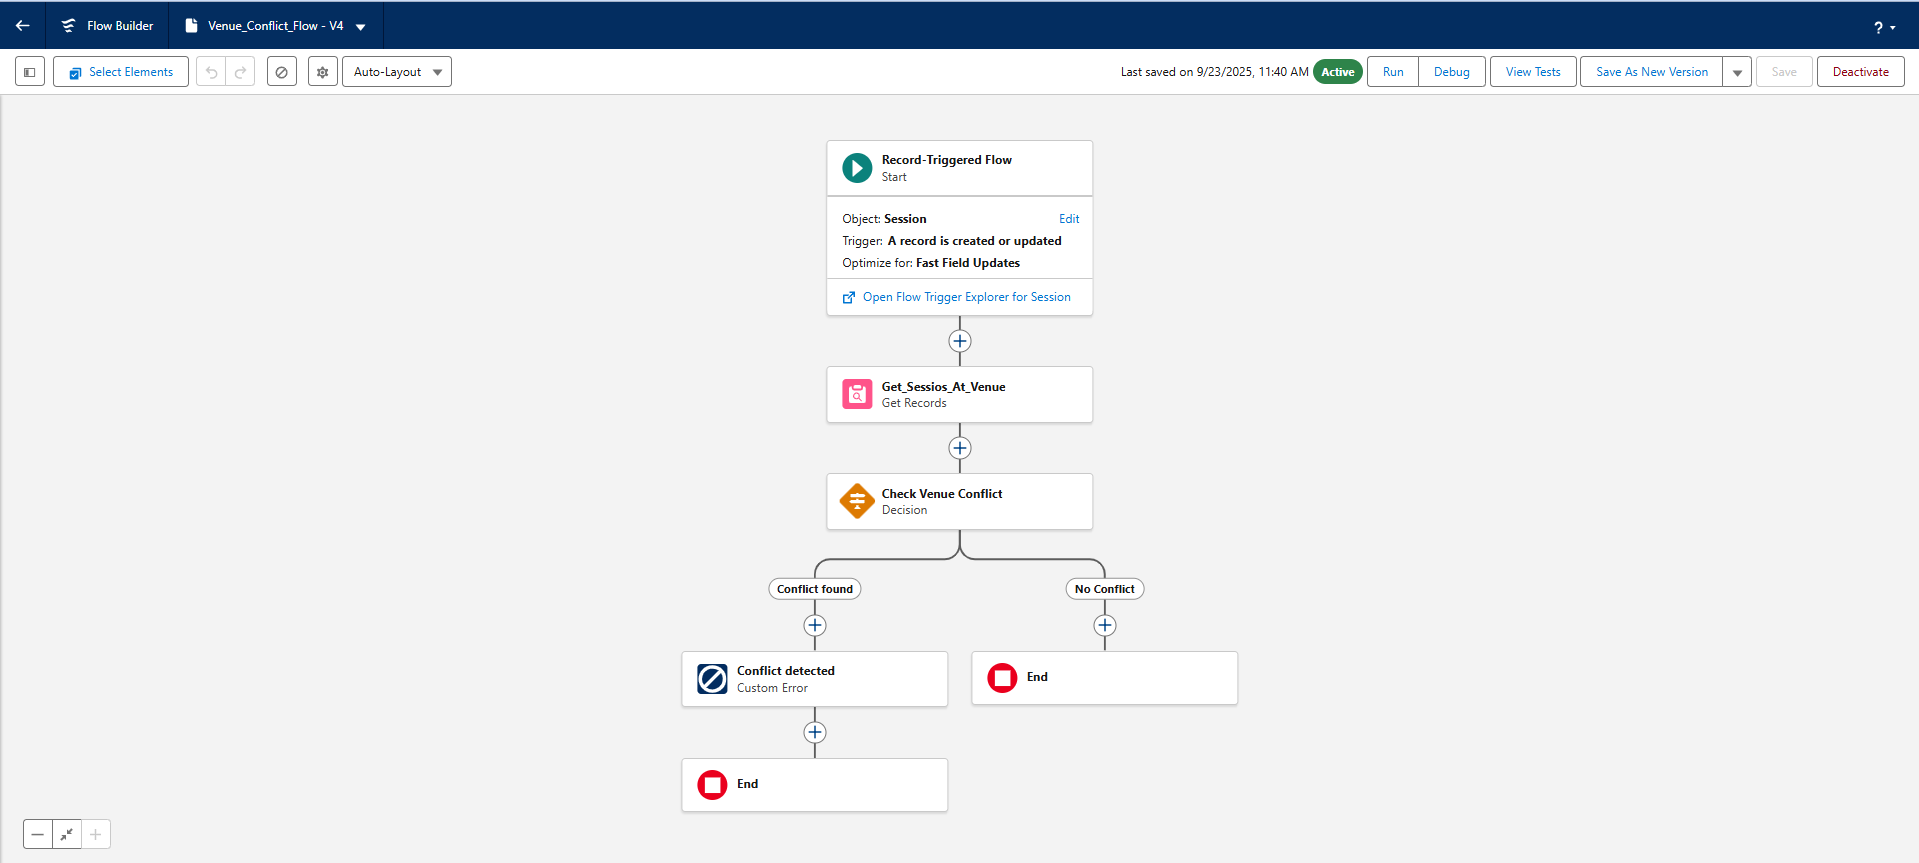 Flow Builder
Venue_Conflict_Flow - V4
?
Select Elements
Auto-Layout
Last saved on 9/23/2025, 11:40 AM
Active
Run
Debug
View Tests
Save As New Version
Save
Deactivate
Record-Triggered Flow
Start
Object: Session
Edit
Trigger: A record is created or updated
Optimize for: Fast Field Updates
Open Flow Trigger Explorer for Session
Get_Sessios_At_Venue
Get Records
Check Venue Conflict
Decision
Conflict found
No Conflict
Conflict detected
Custom Error
End
End